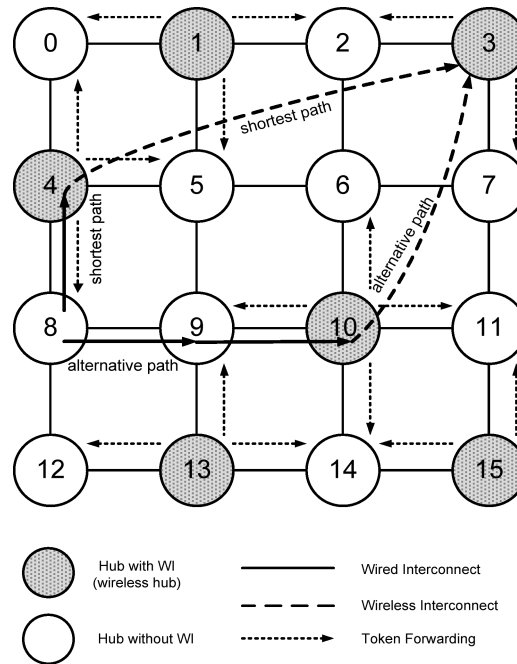 0 1 2 3
shortest path
4 5 6 7
shortest path
alternative path
8 9 10 11
alternative path
12 13 14 15
Hub with WI
(wireless hub)
Wired Interconnect
Wireless Interconnect
Hub without WI
Token Forwarding